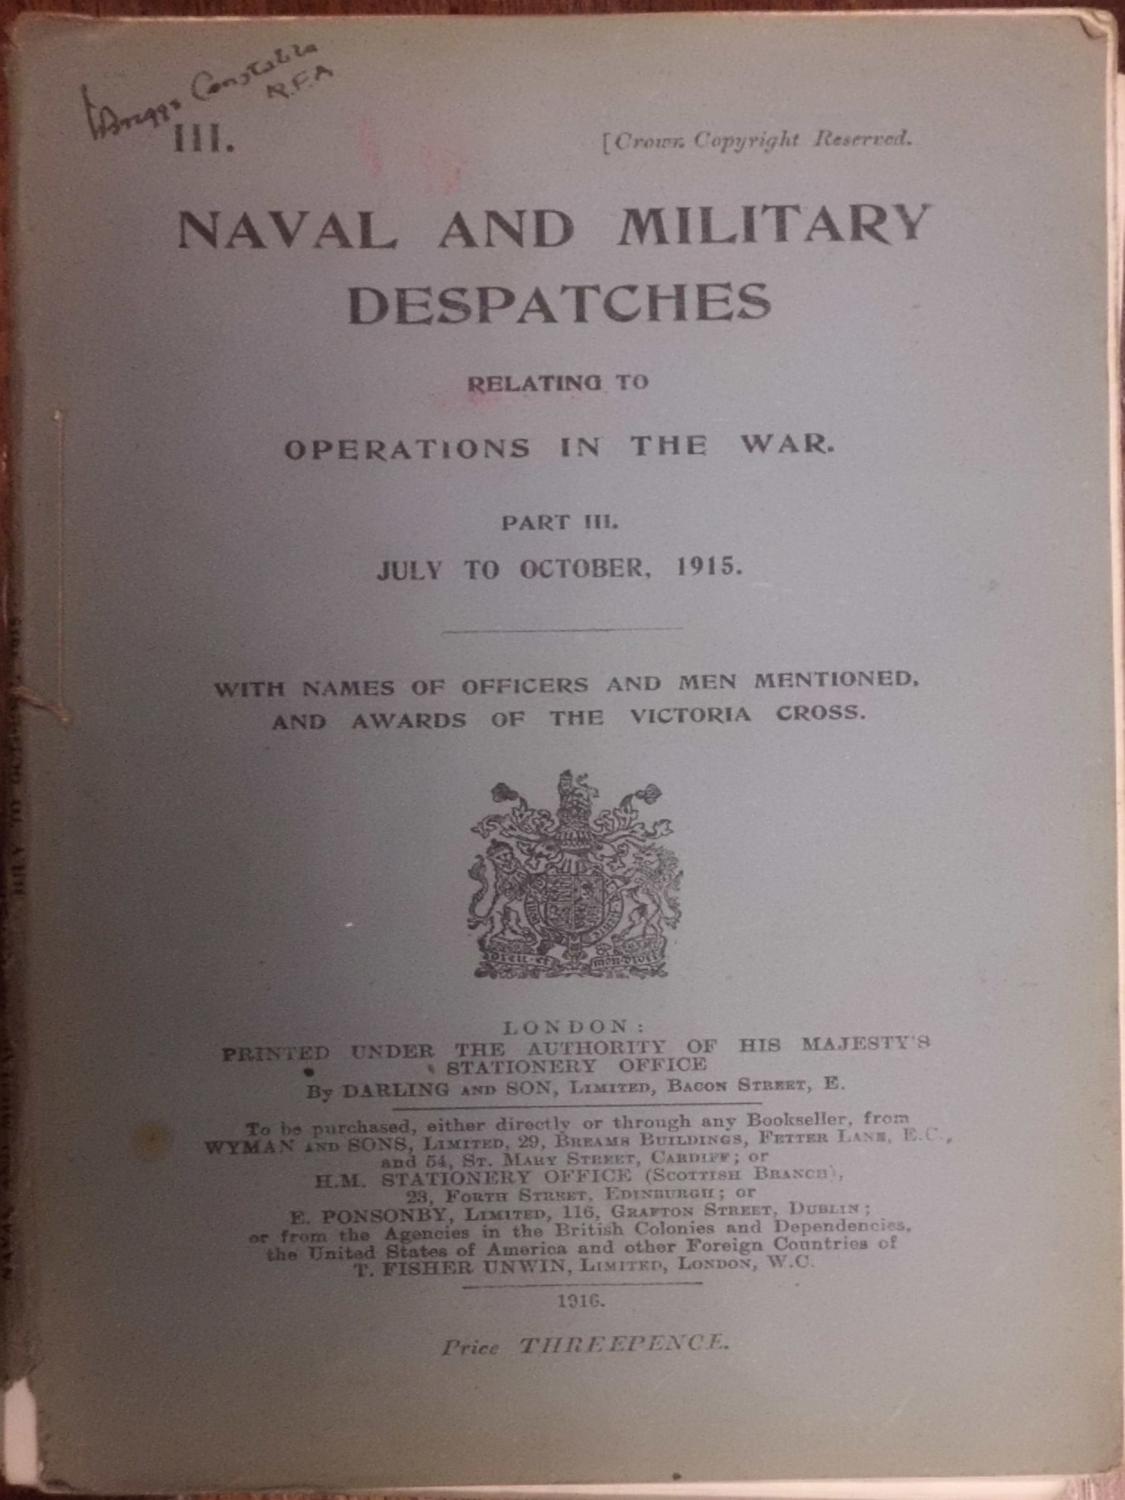 Briggs Constable
R.F.A
III.
[Crown Copyright Reserved.
NAVAL AND MILITARY
DESPATCHES
RELATING TO
OPERATIONS IN THE WAR.
PART III.
JULY TO OCTOBER, 1915.
WITH NAMES OF OFFICERS AND MEN MENTIONED,
AND AWARDS OF THE VICTORIA CROSS.
DIEU ET MON DROIT
LONDON:
PRINTED UNDER THE AUTHORITY OF HIS MAJESTY'S
STATIONERY OFFICE
By DARLING AND SON, LIMITED, BACON STREET, E.
To be purchased, either directly or through any Bookseller, from
WYMAN AND SONS, LIMITED, 29, BREAMS BUILDINGS, FETTER LANE, E.C.,
and 54, ST. MARY STREET, CARDIFF; or
H.M. STATIONERY OFFICE (SCOTTISH BRANCH),
23, FORTH STREET, EDINBURGH; or
E. PONSONBY, LIMITED, 116, GRAFTON STREET, DUBLIN;
or from the Agencies in the British Colonies and Dependencies,
the United States of America and other Foreign Countries of
T. FISHER UNWIN, LIMITED, LONDON, W.C.
1916.
Price THREEPENCE.